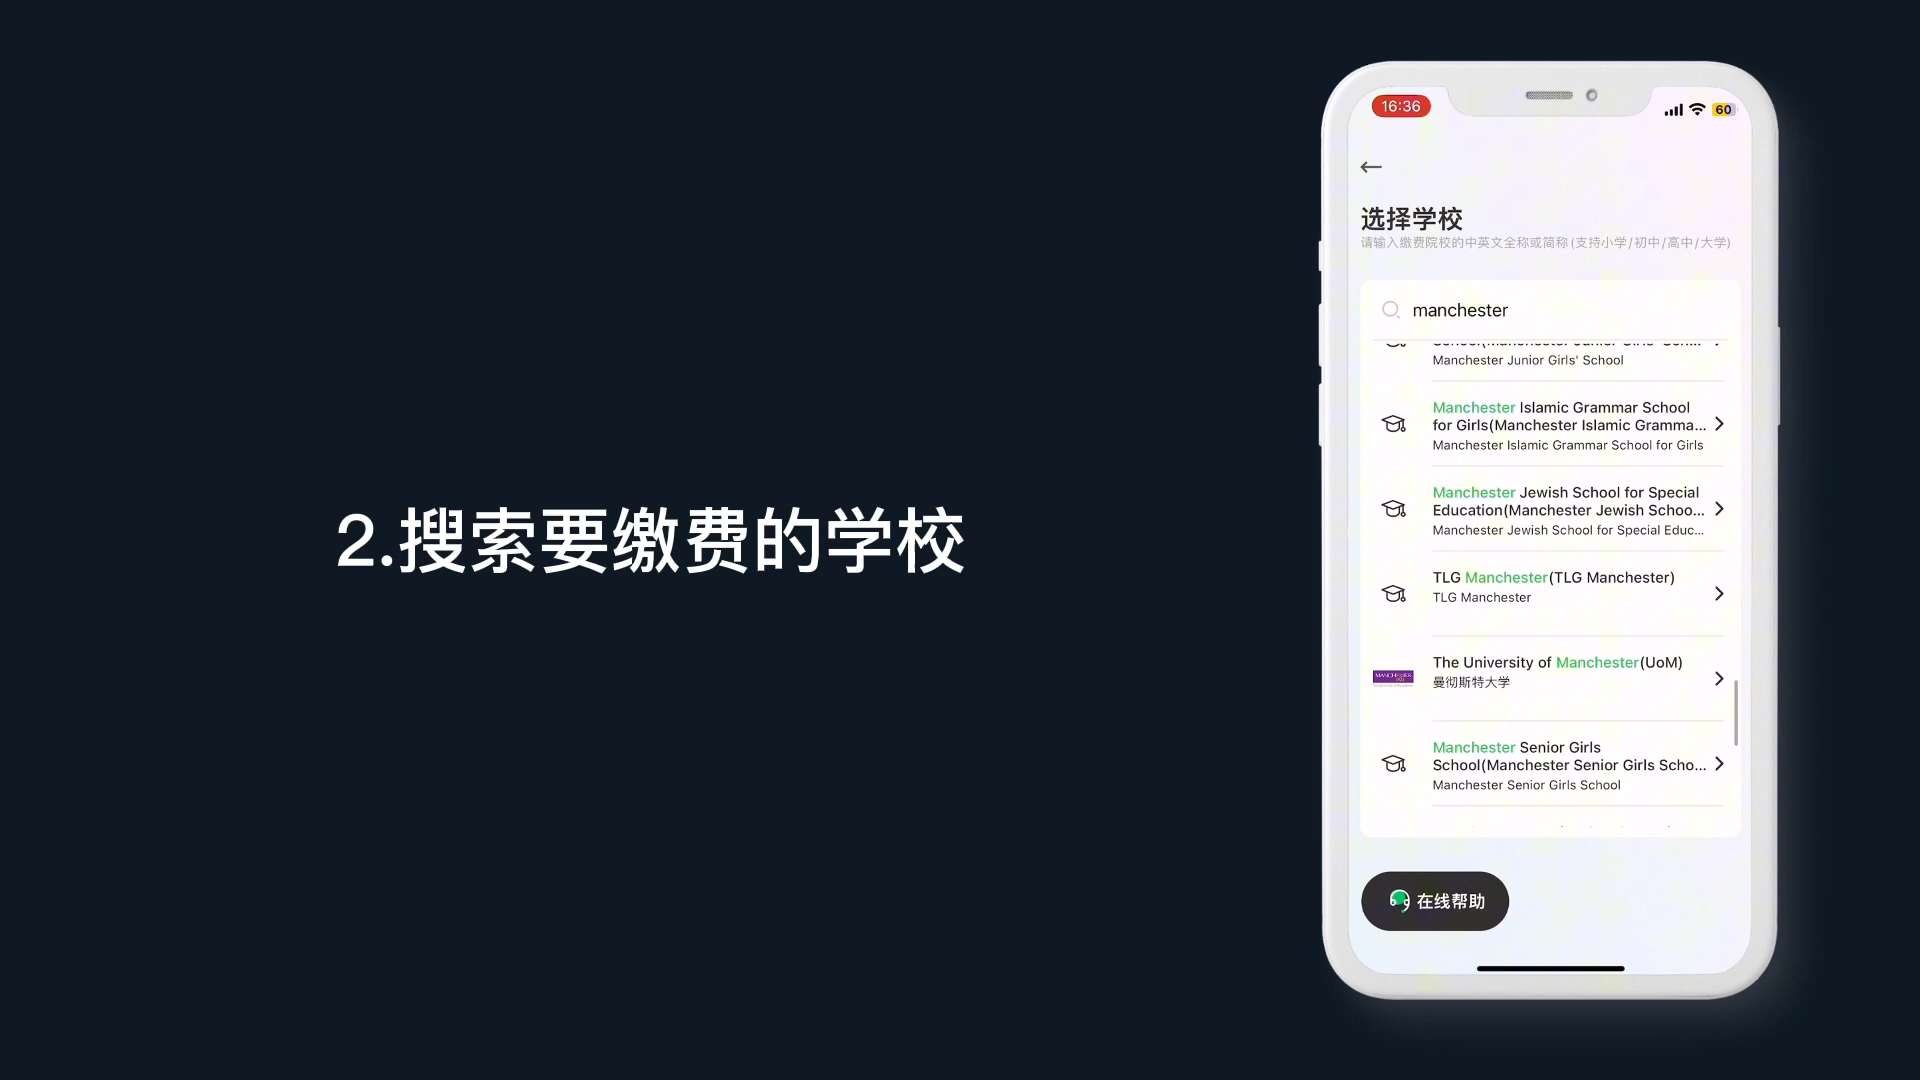 2.搜索要缴费的学校
16:36
60
选择学校
请输入缴费院校的中英文全称或简称(支持小学/初中/高中/大学)
manchester
Manchester Junior Girls' School
Manchester Islamic Grammar School
for Girls(Manchester Islamic Gramma...
Manchester Islamic Grammar School for Girls
Manchester Jewish School for Special
Education(Manchester Jewish Schoo...
Manchester Jewish School for Special Educ...
TLG Manchester(TLG Manchester)
TLG Manchester
The University of Manchester(UoM)
MANCHESTER
曼彻斯特大学
Manchester Senior Girls
School(Manchester Senior Girls Scho...
Manchester Senior Girls School
在线帮助